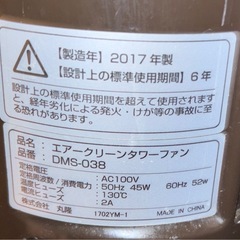 【製造年】2017年製
【設計上の標準使用期間】6年
設計上の標準使用期間を超えて使用されますと、経年劣化による発火・けが等の事故に至る恐れがあります。
エアークリーンタワーファン
DMS-038
定格電圧 : AC100V
定格周波数/消費電力 : 50Hz 45W 60Hz 52w
温度ヒューズ : 130℃
電流ヒューズ : 2A
株式会社 丸隆 1702YM-1 MADE IN CHINA